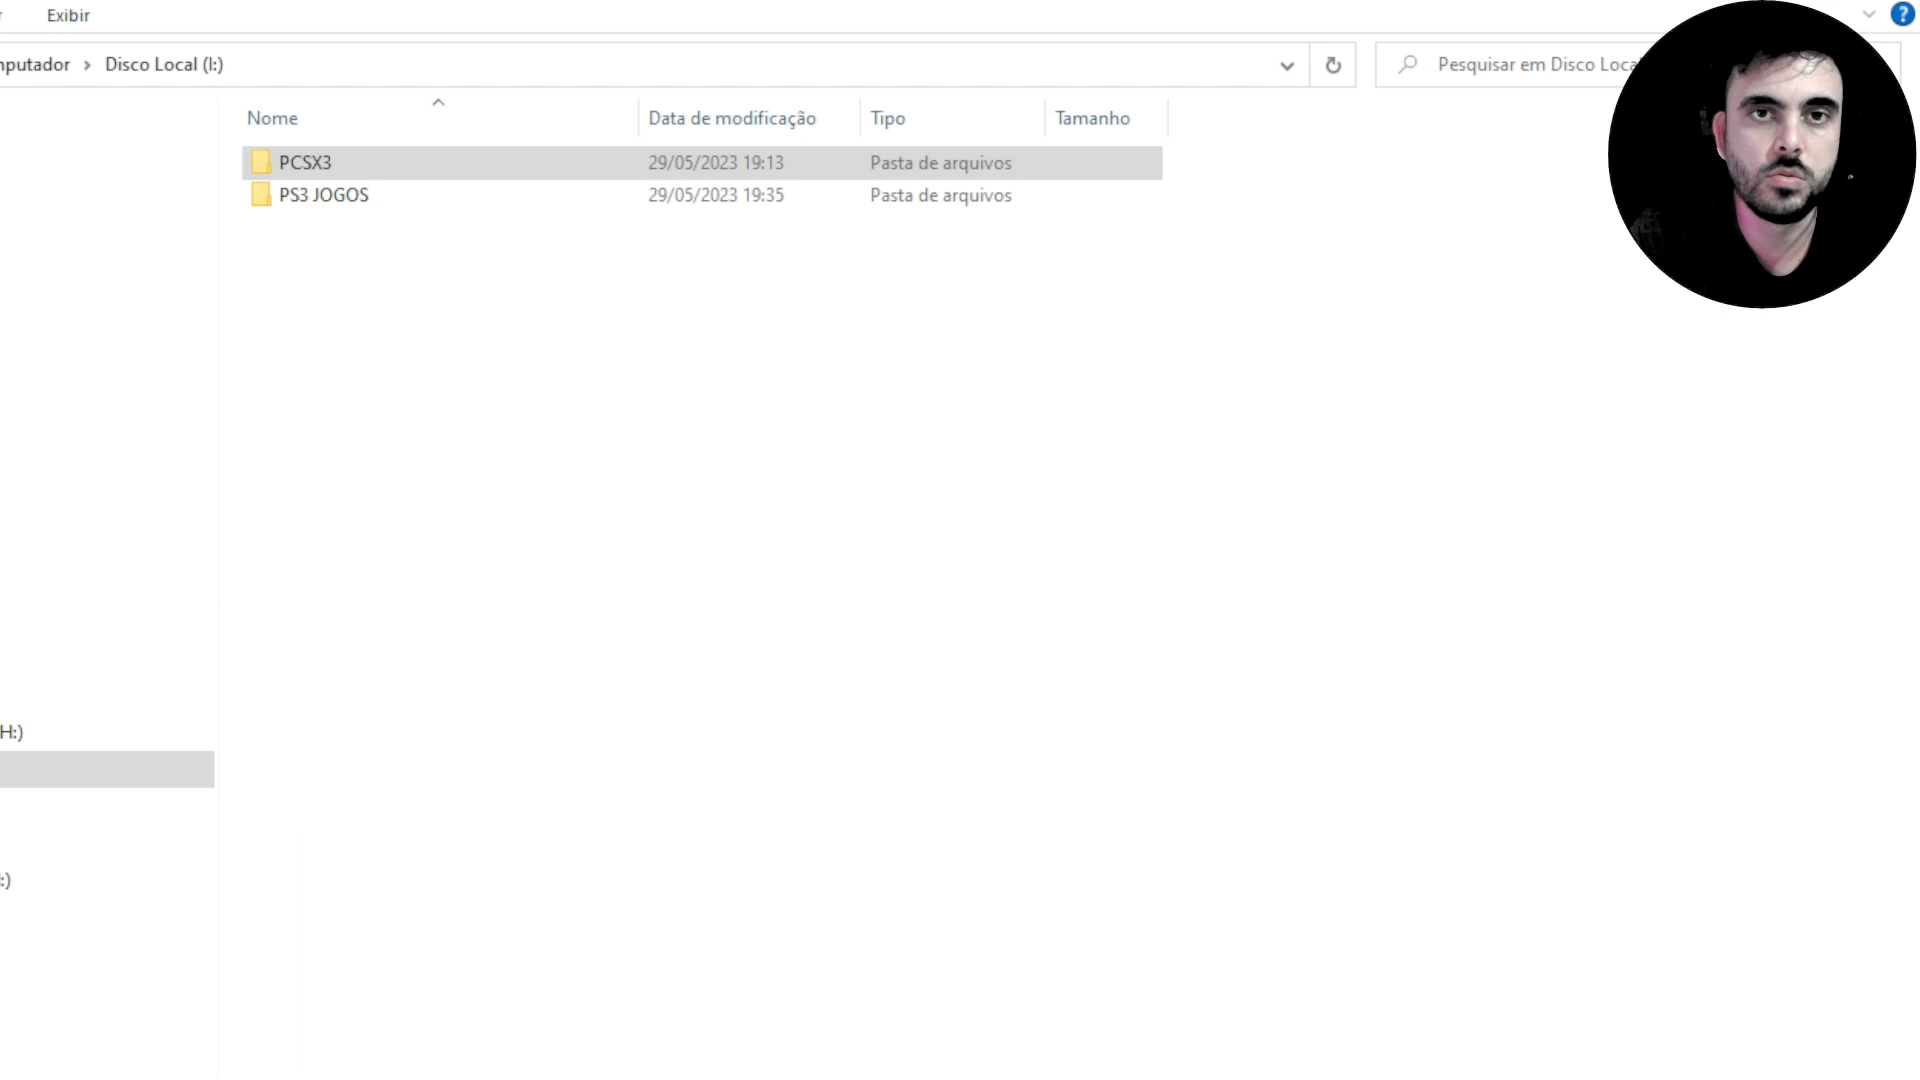 Exibir
mputador > Disco Local (I:)
Pesquisar em Disco Loca
Nome Data de modificação Tipo Tamanho
PCSX3 29/05/2023 19:13 Pasta de arquivos
PS3 JOGOS 29/05/2023 19:35 Pasta de arquivos
H:)
:)